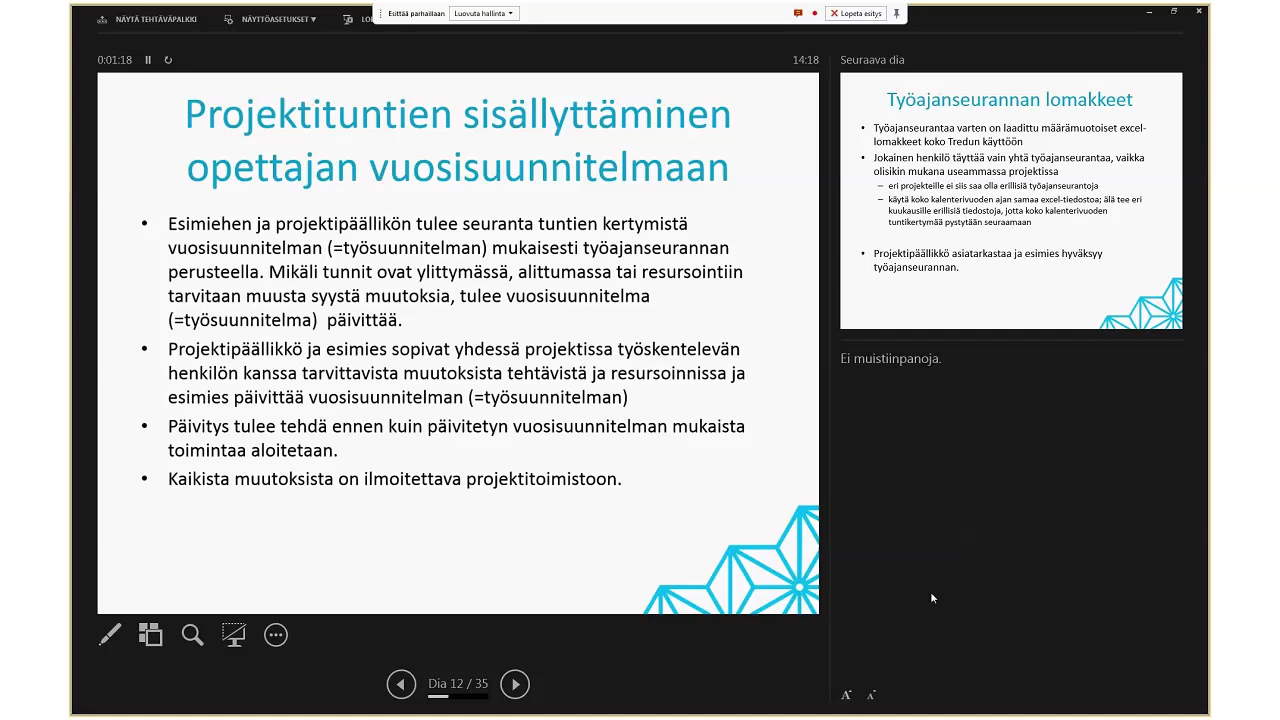 NÄYTÄ TEHTÄVÄPALKKI
NÄYTTÖASETUKSET
Esittää parhaillaan
Luovuta hallinta
Lopeta esitys
0:01:18
14:18
Seuraava dia
Projektituntien sisällyttäminen
opettajan vuosisuunnitelmaan
• Esimiehen ja projektipäällikön tulee seuranta tuntien kertymistä
vuosisuunnitelman (=työsuunnitelman) mukaisesti työajanseurannan
perusteella. Mikäli tunnit ovat ylittymässä, alittumassa tai resursointiin
tarvitaan muusta syystä muutoksia, tulee vuosisuunnitelma
(=työsuunnitelma) päivittää.
• Projektipäällikkö ja esimies sopivat yhdessä projektissa työskentelevän
henkilön kanssa tarvittavista muutoksista tehtävistä ja resursoinnissa ja
esimies päivittää vuosisuunnitelman (=työsuunnitelman)
• Päivitys tulee tehdä ennen kuin päivitetyn vuosisuunnitelman mukaista
toimintaa aloitetaan.
• Kaikista muutoksista on ilmoitettava projektitoimistoon.
Työajanseurannan lomakkeet
• Työajanseurantaa varten on laadittu määrämuotoiset excel-
lomakkeet koko Tredun käyttöön
• Jokainen henkilö täyttää vain yhtä työajanseurantaa, vaikka
olisikin mukana useammassa projektissa
– eri projekteille ei siis saa olla erillisiä työajanseurantoja
– käytä koko kalenterivuoden ajan samaa excel-tiedostoa; älä tee eri
kuukausille erillisiä tiedostoja, jotta koko kalenterivuoden
tuntikertymää pystytään seuraamaan
• Projektipäällikkö asiatarkastaa ja esimies hyväksyy
työajanseurannan.
Ei muistiinpanoja.
Dia 12 / 35
A A